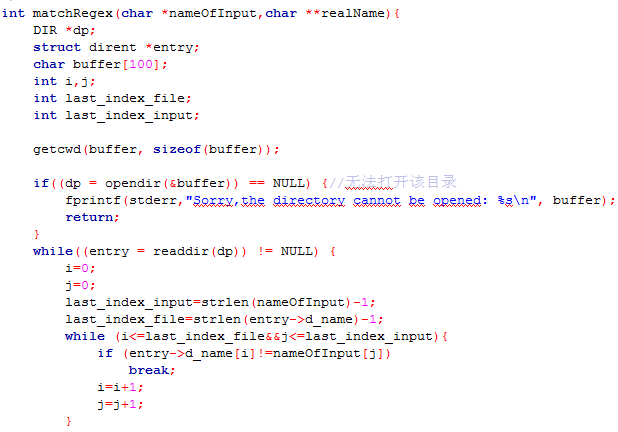 int matchRegex(char *nameOfInput,char **realName){
    DIR *dp;
    struct dirent *entry;
    char buffer[100];
    int i,j;
    int last_index_file;
    int last_index_input;

    getcwd(buffer, sizeof(buffer));

    if((dp = opendir(&buffer)) == NULL) {//无法打开该目录
        fprintf(stderr,"Sorry,the directory cannot be opened: %s\n", buffer);
        return;
    }
    while((entry = readdir(dp)) != NULL) {
        i=0;
        j=0;
        last_index_input=strlen(nameOfInput)-1;
        last_index_file=strlen(entry->d_name)-1;
        while (i<=last_index_file&&j<=last_index_input){
            if (entry->d_name[i]!=nameOfInput[j])
                break;
            i=i+1;
            j=j+1;
        }